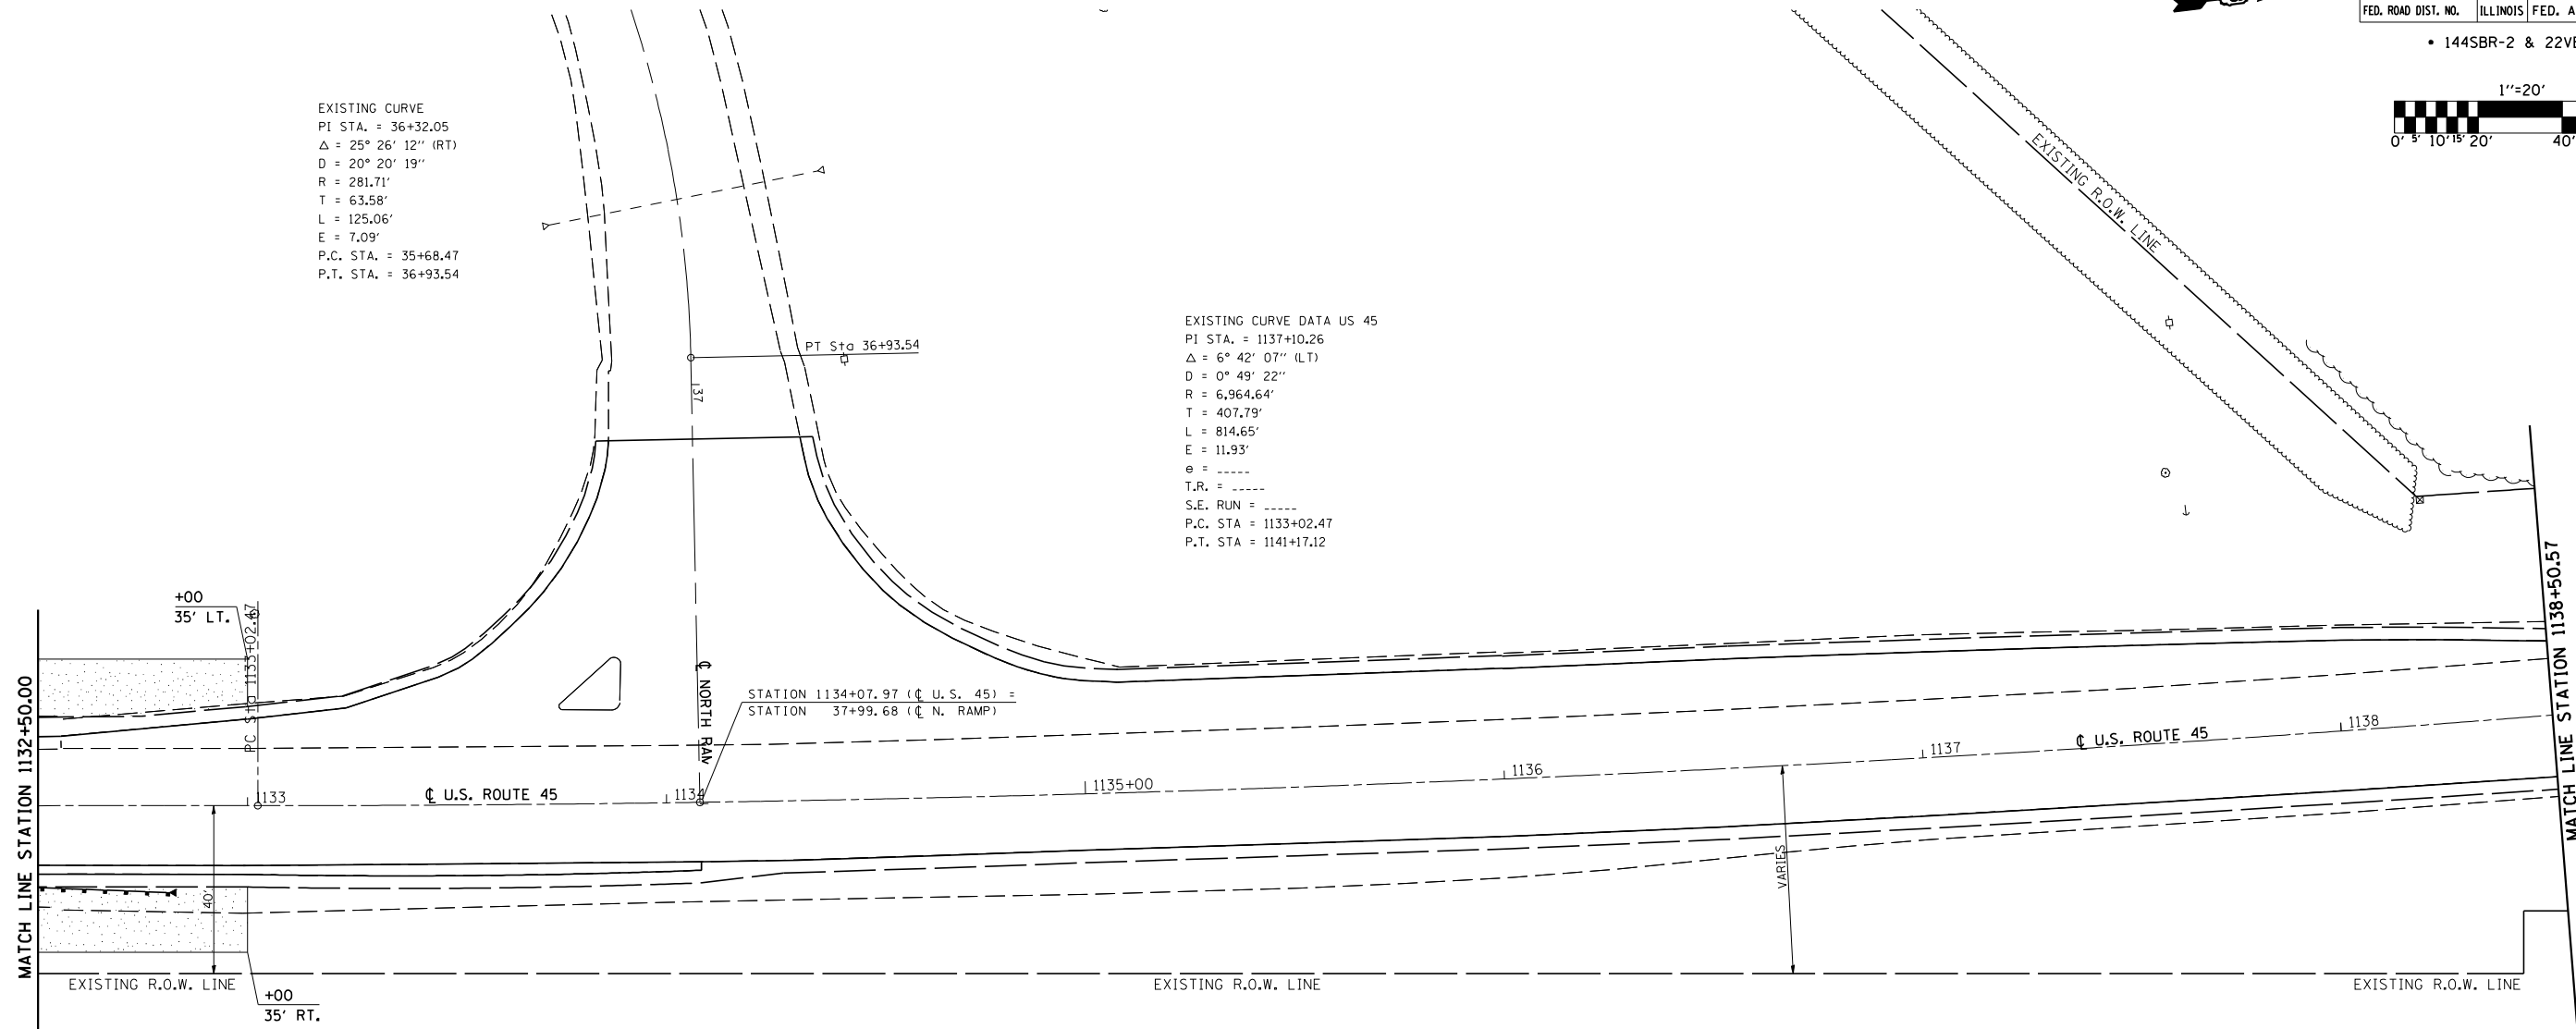 FED. ROAD DIST. NO. ILLINOIS FED. A
• 144SBR-2 & 22VB
1''=20'
0' 5' 10' 15' 20' 40'
EXISTING CURVE
PI STA. = 36+32.05
Δ = 25° 26' 12'' (RT)
D = 20° 20' 19''
R = 281.71'
T = 63.58'
L = 125.06'
E = 7.09'
P.C. STA. = 35+68.47
P.T. STA. = 36+93.54
EXISTING R.O.W. LINE
PT Sta 36+93.54
37
EXISTING CURVE DATA US 45
PI STA. = 1137+10.26
Δ = 6° 42' 07'' (LT)
D = 0° 49' 22''
R = 6,964.64'
T = 407.79'
L = 814.65'
E = 11.93'
e = _____
T.R. = _____
S.E. RUN = _____
P.C. STA = 1133+02.47
P.T. STA = 1141+17.12
+00
35' LT.
PC Sta 1133+02.47
℄ NORTH RAM
STATION 1134+07.97 (℄ U.S. 45) =
STATION 37+99.68 (℄ N. RAMP)
MATCH LINE STATION 1132+50.00
MATCH LINE STATION 1138+50.57
1133
℄ U.S. ROUTE 45
1134
1135+00
1136
1137
℄ U.S. ROUTE 45
1138
40'
VARIES
EXISTING R.O.W. LINE
EXISTING R.O.W. LINE
EXISTING R.O.W. LINE
+00
35' RT.